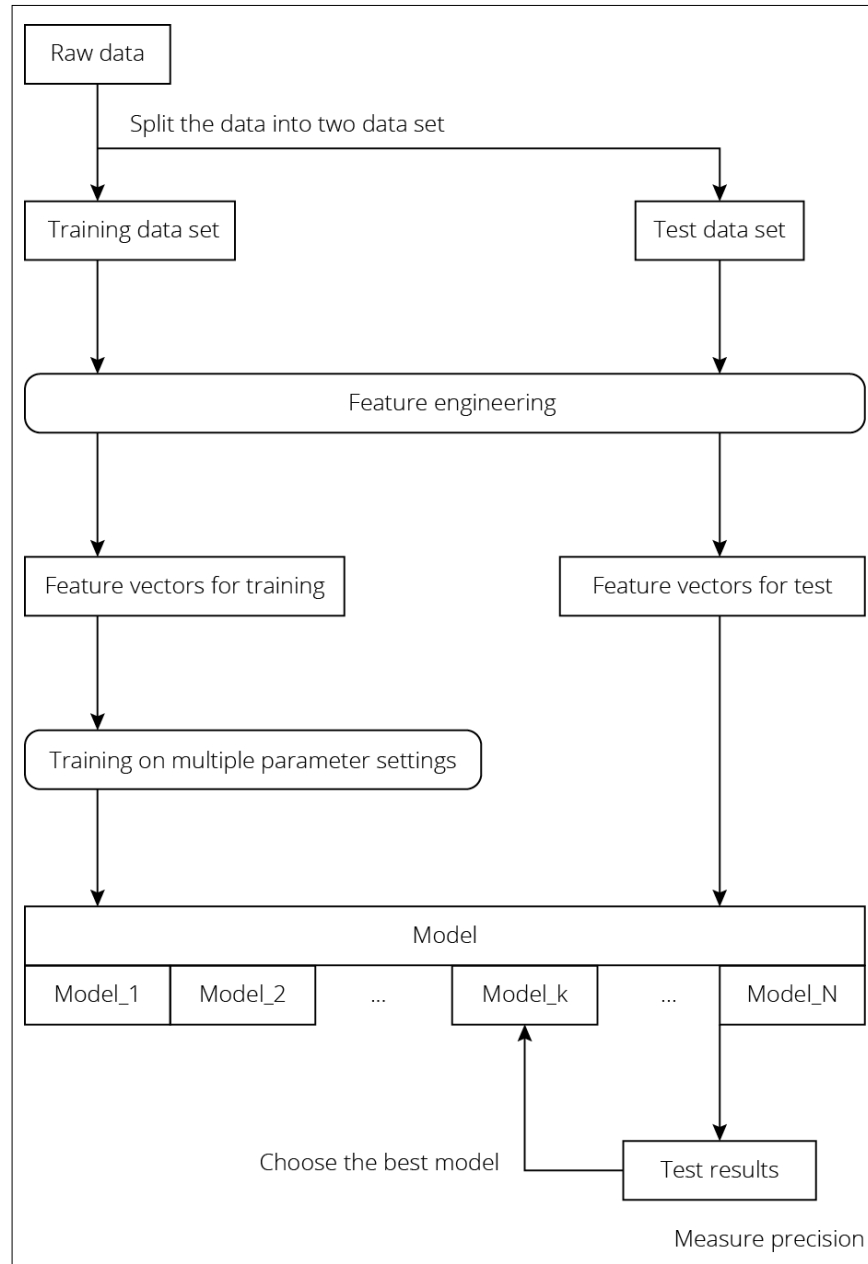 Raw data
Split the data into two data set
Training data set
Test data set
Feature engineering
Feature vectors for training
Feature vectors for test
Training on multiple parameter settings
Model
Model_1
Model_2
...
Model_k
...
Model_N
Choose the best model
Test results
Measure precision